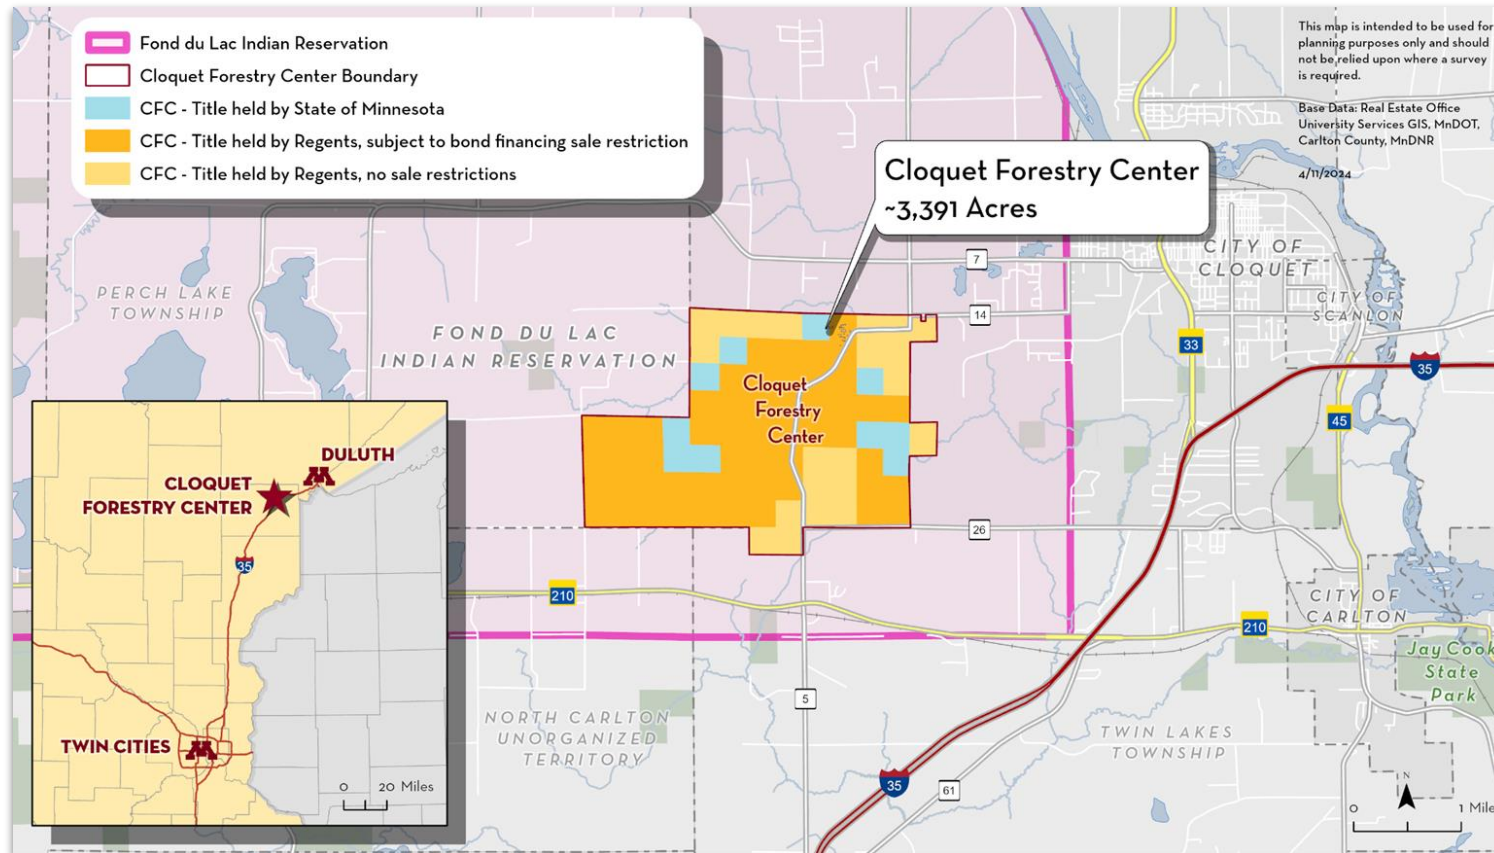 Fond du Lac Indian Reservation
Cloquet Forestry Center Boundary
CFC - Title held by State of Minnesota
CFC - Title held by Regents, subject to bond financing sale restriction
CFC - Title held by Regents, no sale restrictions
This map is intended to be used for
planning purposes only and should
not be relied upon where a survey
is required.
Base Data: Real Estate Office
University Services GIS, MnDOT,
Carlton County, MnDNR
4/11/2024
Cloquet Forestry Center
~3,391 Acres
CITY OF
CLOQUET
7
PERCH LAKE
TOWNSHIP
CITY OF
SCANLON
14
FOND DU LAC
INDIAN RESERVATION
33
35
Cloquet
Forestry
Center
45
DULUTH
CLOQUET
FORESTRY CENTER
35
TWIN CITIES
0 20 Miles
26
210
CITY OF
CARLTON
210
Jay Cook
State
Park
5
NORTH CARLTON
UNORGANIZED
TERRITORY
TWIN LAKES
TOWNSHIP
35
61
N
0 1 Mile